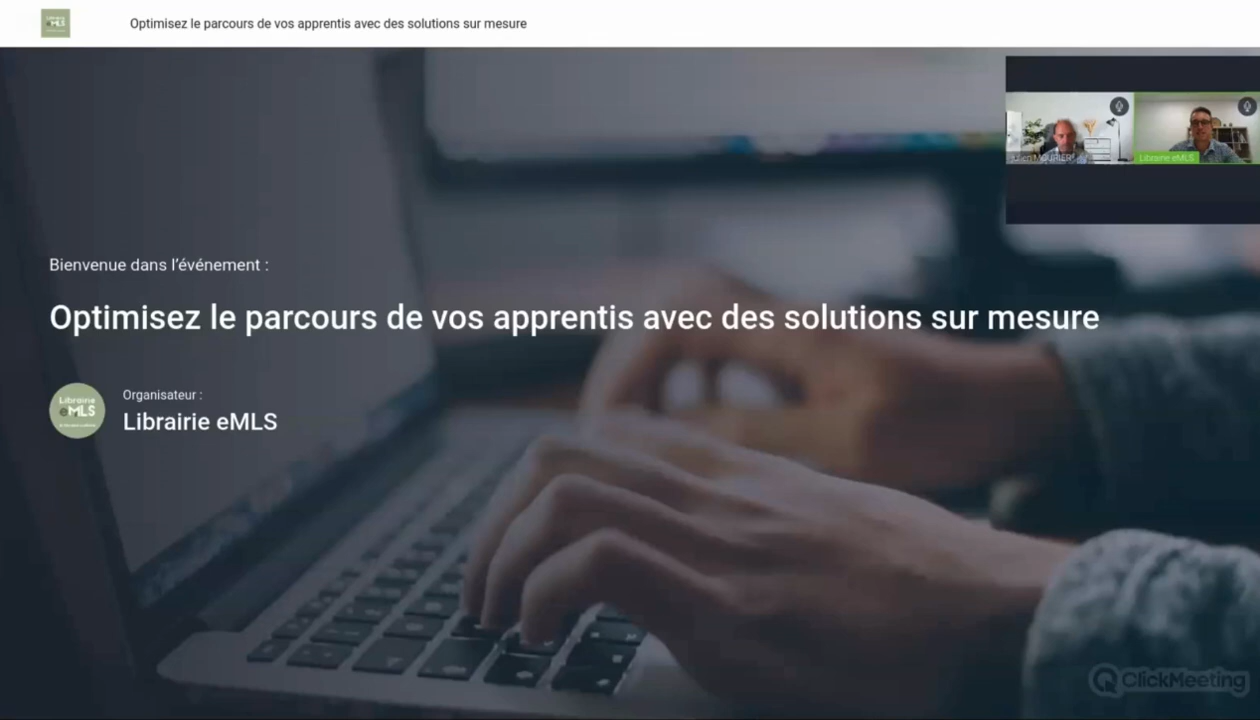 Optimisez le parcours de vos apprentis avec des solutions sur mesure
Librairie eMLS
Bienvenue dans l’événement :
Optimisez le parcours de vos apprentis avec des solutions sur mesure
Librairie
eMLS
Organisateur :
Librairie eMLS
ClickMeeting